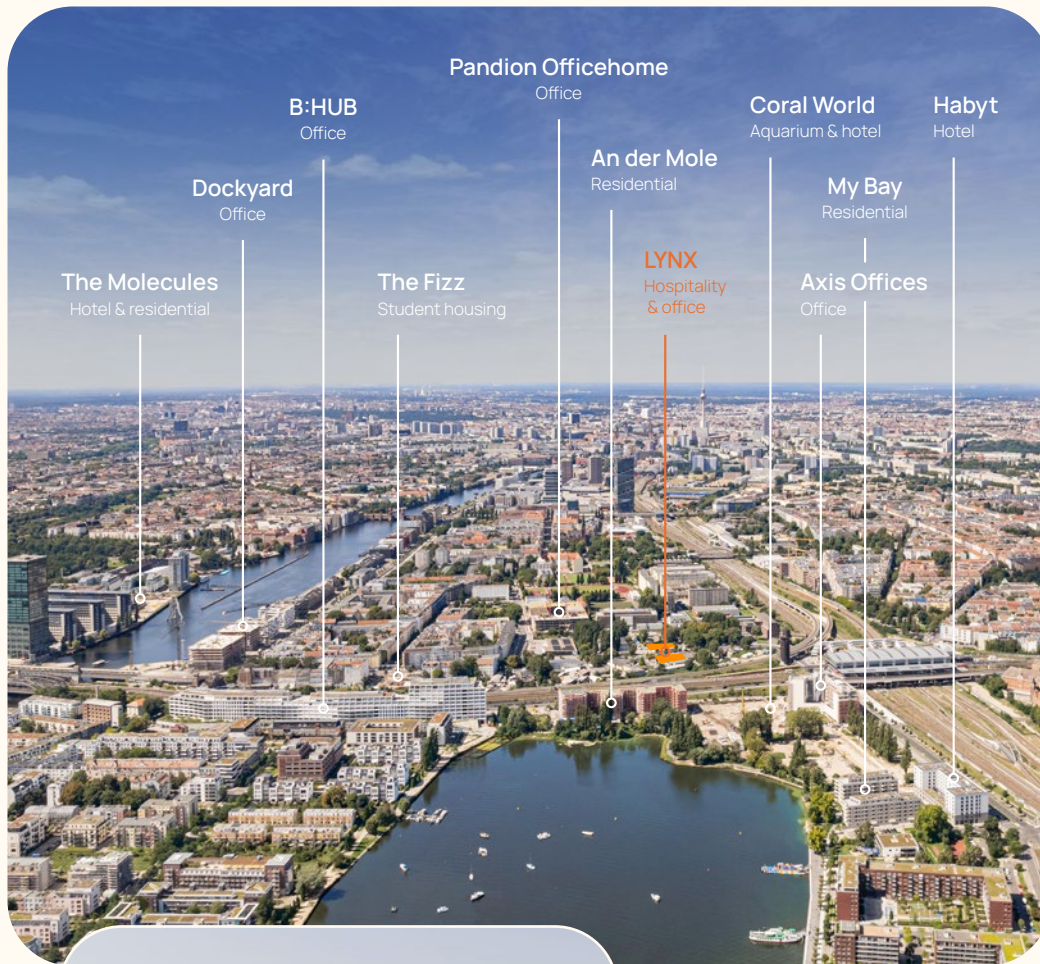 Pandion Officehome
Office
B:HUB
Office
Coral World
Aquarium & hotel
Habyt
Hotel
An der Mole
Residential
Dockyard
Office
My Bay
Residential
LYNX
Hospitality
& office
The Molecules
Hotel & residential
The Fizz
Student housing
Axis Offices
Office